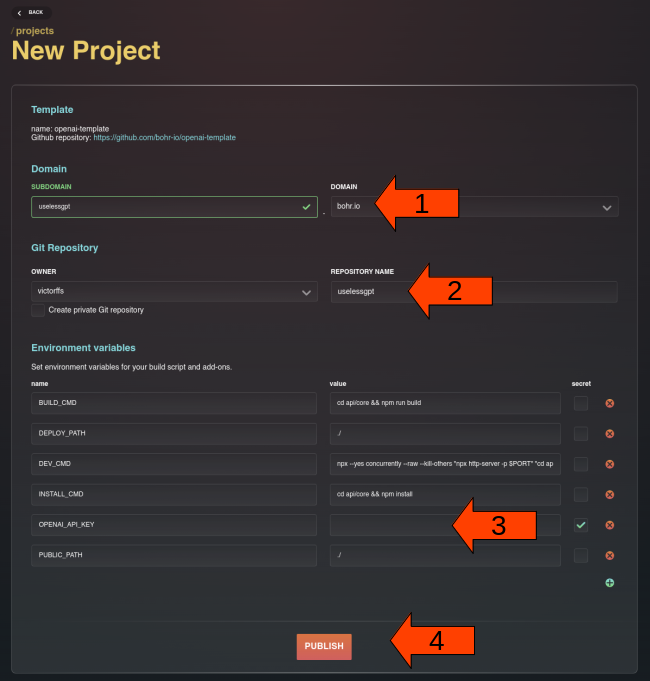 BACK
/ projects
New Project
Template
name: openai-template
Github repository: https://github.com/bohr-io/openai-template
Domain
SUBDOMAIN DOMAIN
uselessgpt . bohr.io 1
Git Repository
OWNER REPOSITORY NAME
victorffs uselessgpt 2
Create private Git repository
Environment variables
Set environment variables for your build script and add-ons.
name value secret
BUILD_CMD cd api/core && npm run build
DEPLOY_PATH ./
DEV_CMD npx --yes concurrently --raw --kill-others "npx http-server -p $PORT" "cd ap
INSTALL_CMD cd api/core && npm install
OPENAI_API_KEY 3
PUBLIC_PATH ./
PUBLISH 4